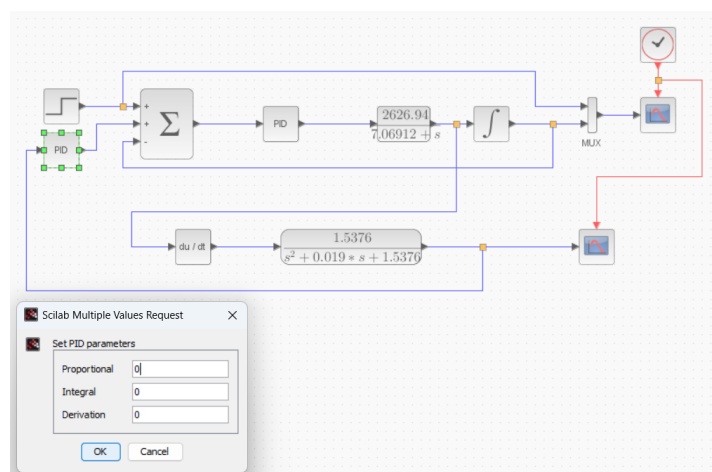 +
+
-
Σ
PID
2626.94
7.06912 + s
∫
MUX
PID
du / dt
1.5376
s² + 0.019 * s + 1.5376
Scilab Multiple Values Request
Set PID parameters
Proportional 0
Integral 0
Derivation 0
OK Cancel